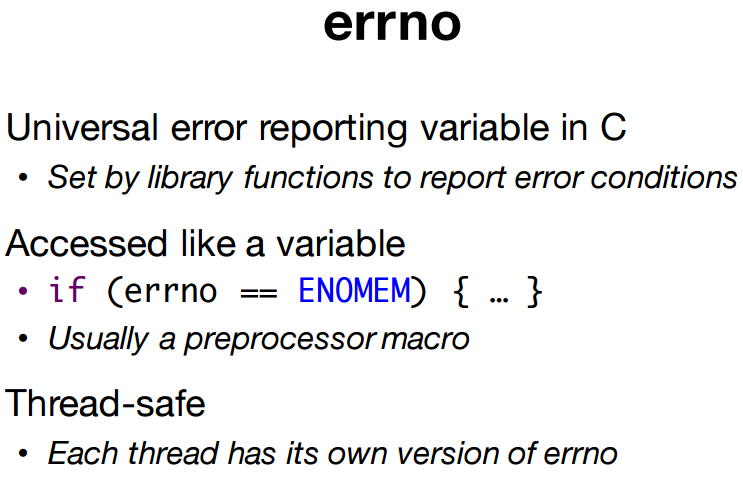 errno
Universal error reporting variable in C
• Set by library functions to report error conditions
Accessed like a variable
• if (errno == ENOMEM) { … }
• Usually a preprocessor macro
Thread-safe
• Each thread has its own version of errno